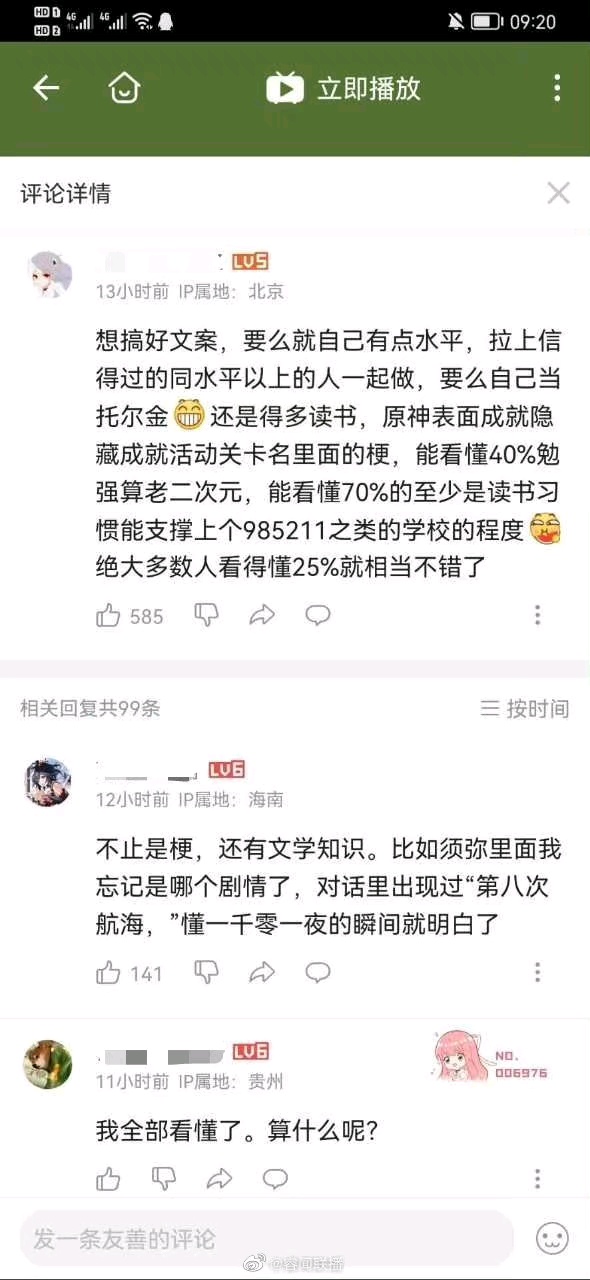 HD 1 4G 4G 09:20
HD 2
立即播放
评论详情
LV5
13小时前 IP属地：北京
想搞好文案，要么就自己有点水平，拉上信
得过的同水平以上的人一起做，要么自己当
托尔金 还是得多读书，原神表面成就隐
藏成就活动关卡名里面的梗，能看懂40%勉
强算老二次元，能看懂70%的至少是读书习
惯能支撑上个985211之类的学校的程度
绝大多数人看得懂25%就相当不错了
585
相关回复共99条 按时间
LV6
12小时前 IP属地：海南
不止是梗，还有文学知识。比如须弥里面我
忘记是哪个剧情了，对话里出现过“第八次
航海，”懂一千零一夜的瞬间就明白了
141
LV6
NO.
006976
11小时前 IP属地：贵州
我全部看懂了。算什么呢？
发一条友善的评论
@睿闻联播